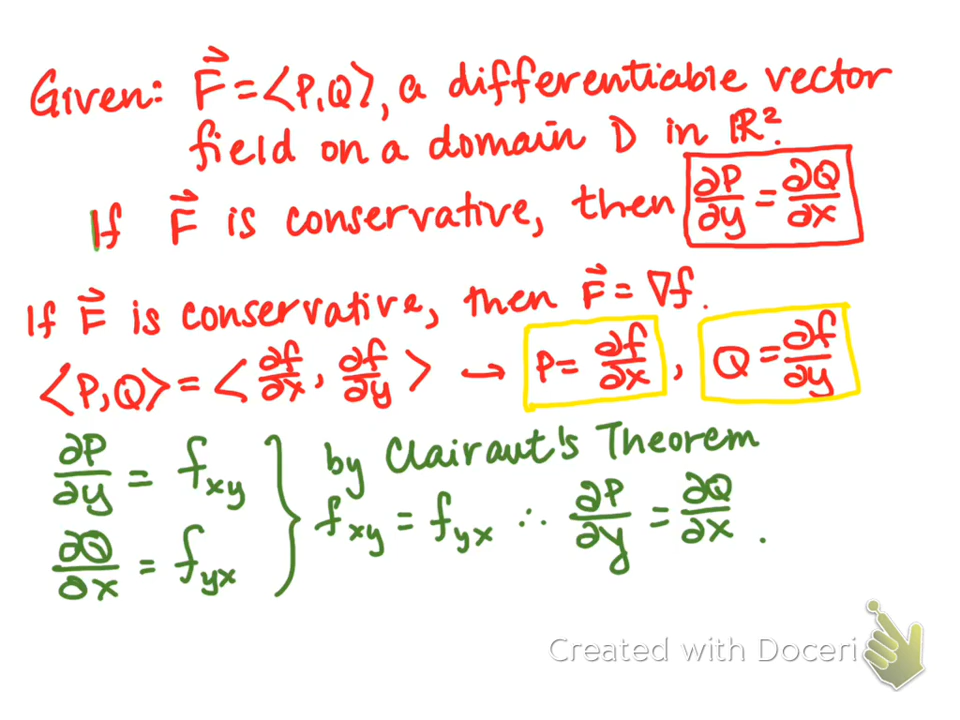 Given: F⃗ = ⟨P,Q⟩, a differentiable vector
field on a domain D in ℝ².
If F⃗ is conservative, then ∂P/∂y = ∂Q/∂x
If F⃗ is conservative, then F⃗ = ∇f.
⟨P,Q⟩ = ⟨∂f/∂x, ∂f/∂y⟩ → P = ∂f/∂x, Q = ∂f/∂y
∂P/∂y = fxy
∂Q/∂x = fyx
by Clairaut's Theorem
fxy = fyx ∴ ∂P/∂y = ∂Q/∂x.
Created with Doceri